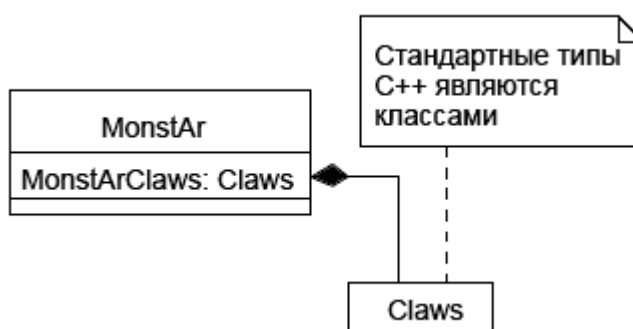 Стандартные типы
C++ являются
классами
MonstAr
MonstArClaws: Claws
Claws